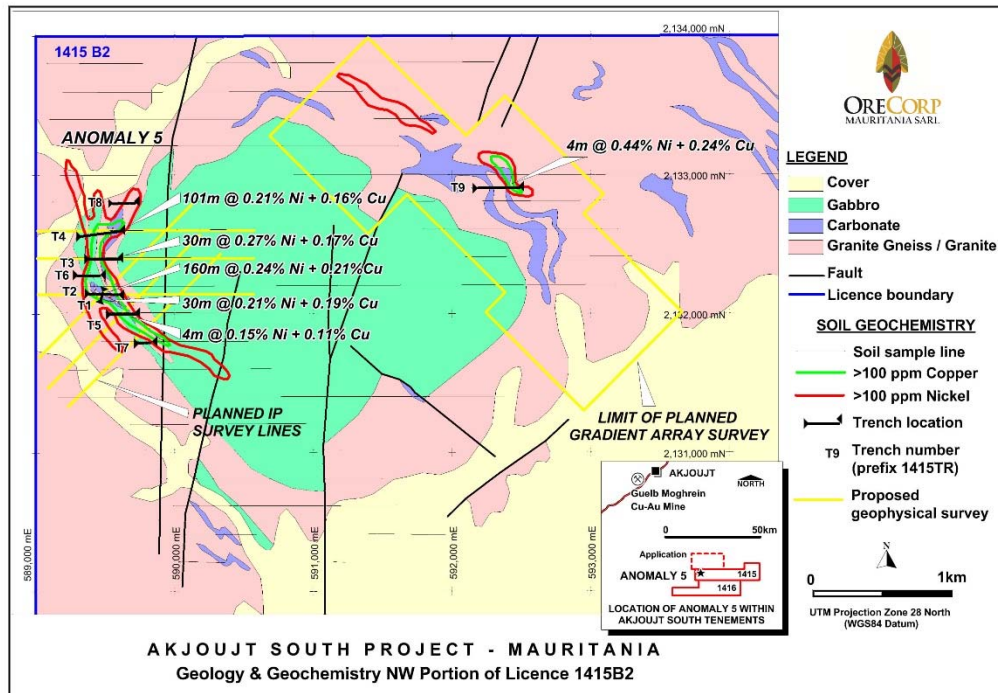 1415 B2
2,134,000 mN
ANOMALY 5
4m @ 0.44% Ni + 0.24% Cu
T9
2,133,000 mN
T8
101m @ 0.21% Ni + 0.16% Cu
T4
30m @ 0.27% Ni + 0.17% Cu
T3
T6
160m @ 0.24% Ni + 0.21%Cu
T2
T1
30m @ 0.21% Ni + 0.19% Cu
T5
4m @ 0.15% Ni + 0.11% Cu
2,132,000 mN
T7
PLANNED IP
SURVEY LINES
LIMIT OF PLANNED
GRADIENT ARRAY SURVEY
2,131,000 mN
589,000 mE
590,000 mE
591,000 mE
592,000 mE
593,000 mE
AKJOUJT
Guelb Moghrein
Cu-Au Mine
NORTH
0
50km
Application
ANOMALY 5
1415
1416
LOCATION OF ANOMALY 5 WITHIN
AKJOUJT SOUTH TENEMENTS
ORECORP
MAURITANIA SARL
LEGEND
Cover
Gabbro
Carbonate
Granite Gneiss / Granite
Fault
Licence boundary
SOIL GEOCHEMISTRY
Soil sample line
>100 ppm Copper
>100 ppm Nickel
Trench location
T9
Trench number
(prefix 1415TR)
Proposed
geophysical survey
N
0
1km
UTM Projection Zone 28 North
(WGS84 Datum)
AKJOUJT SOUTH PROJECT - MAURITANIA
Geology & Geochemistry NW Portion of Licence 1415B2